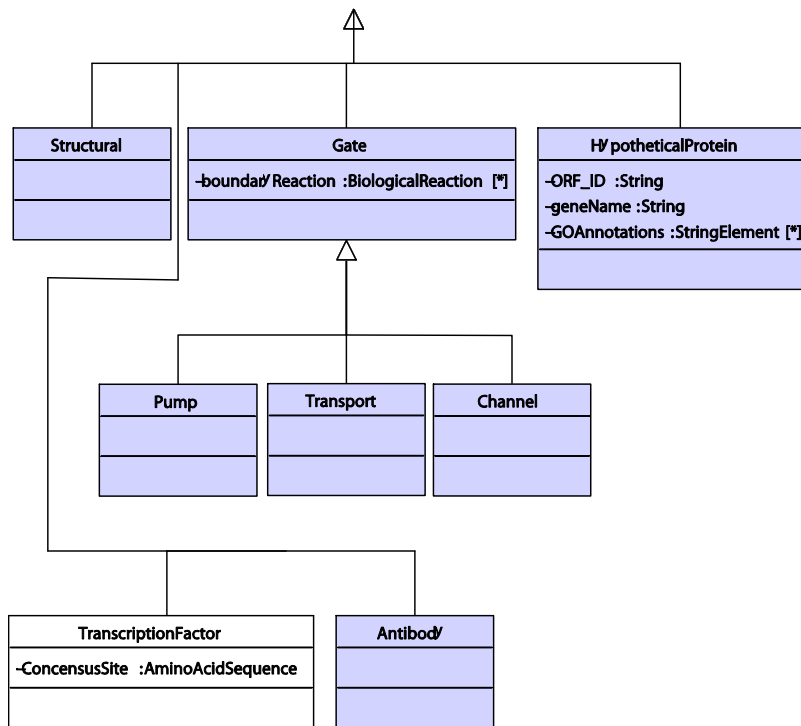 Structural
Gate
-boundaryReaction :BiologicalReaction [*]
HypotheticalProtein
-ORF_ID :String
-geneName :String
-GOAnnotations :StringElement [*]
Pump
Transport
Channel
TranscriptionFactor
-ConcensusSite :AminoAcidSequence
Antibody